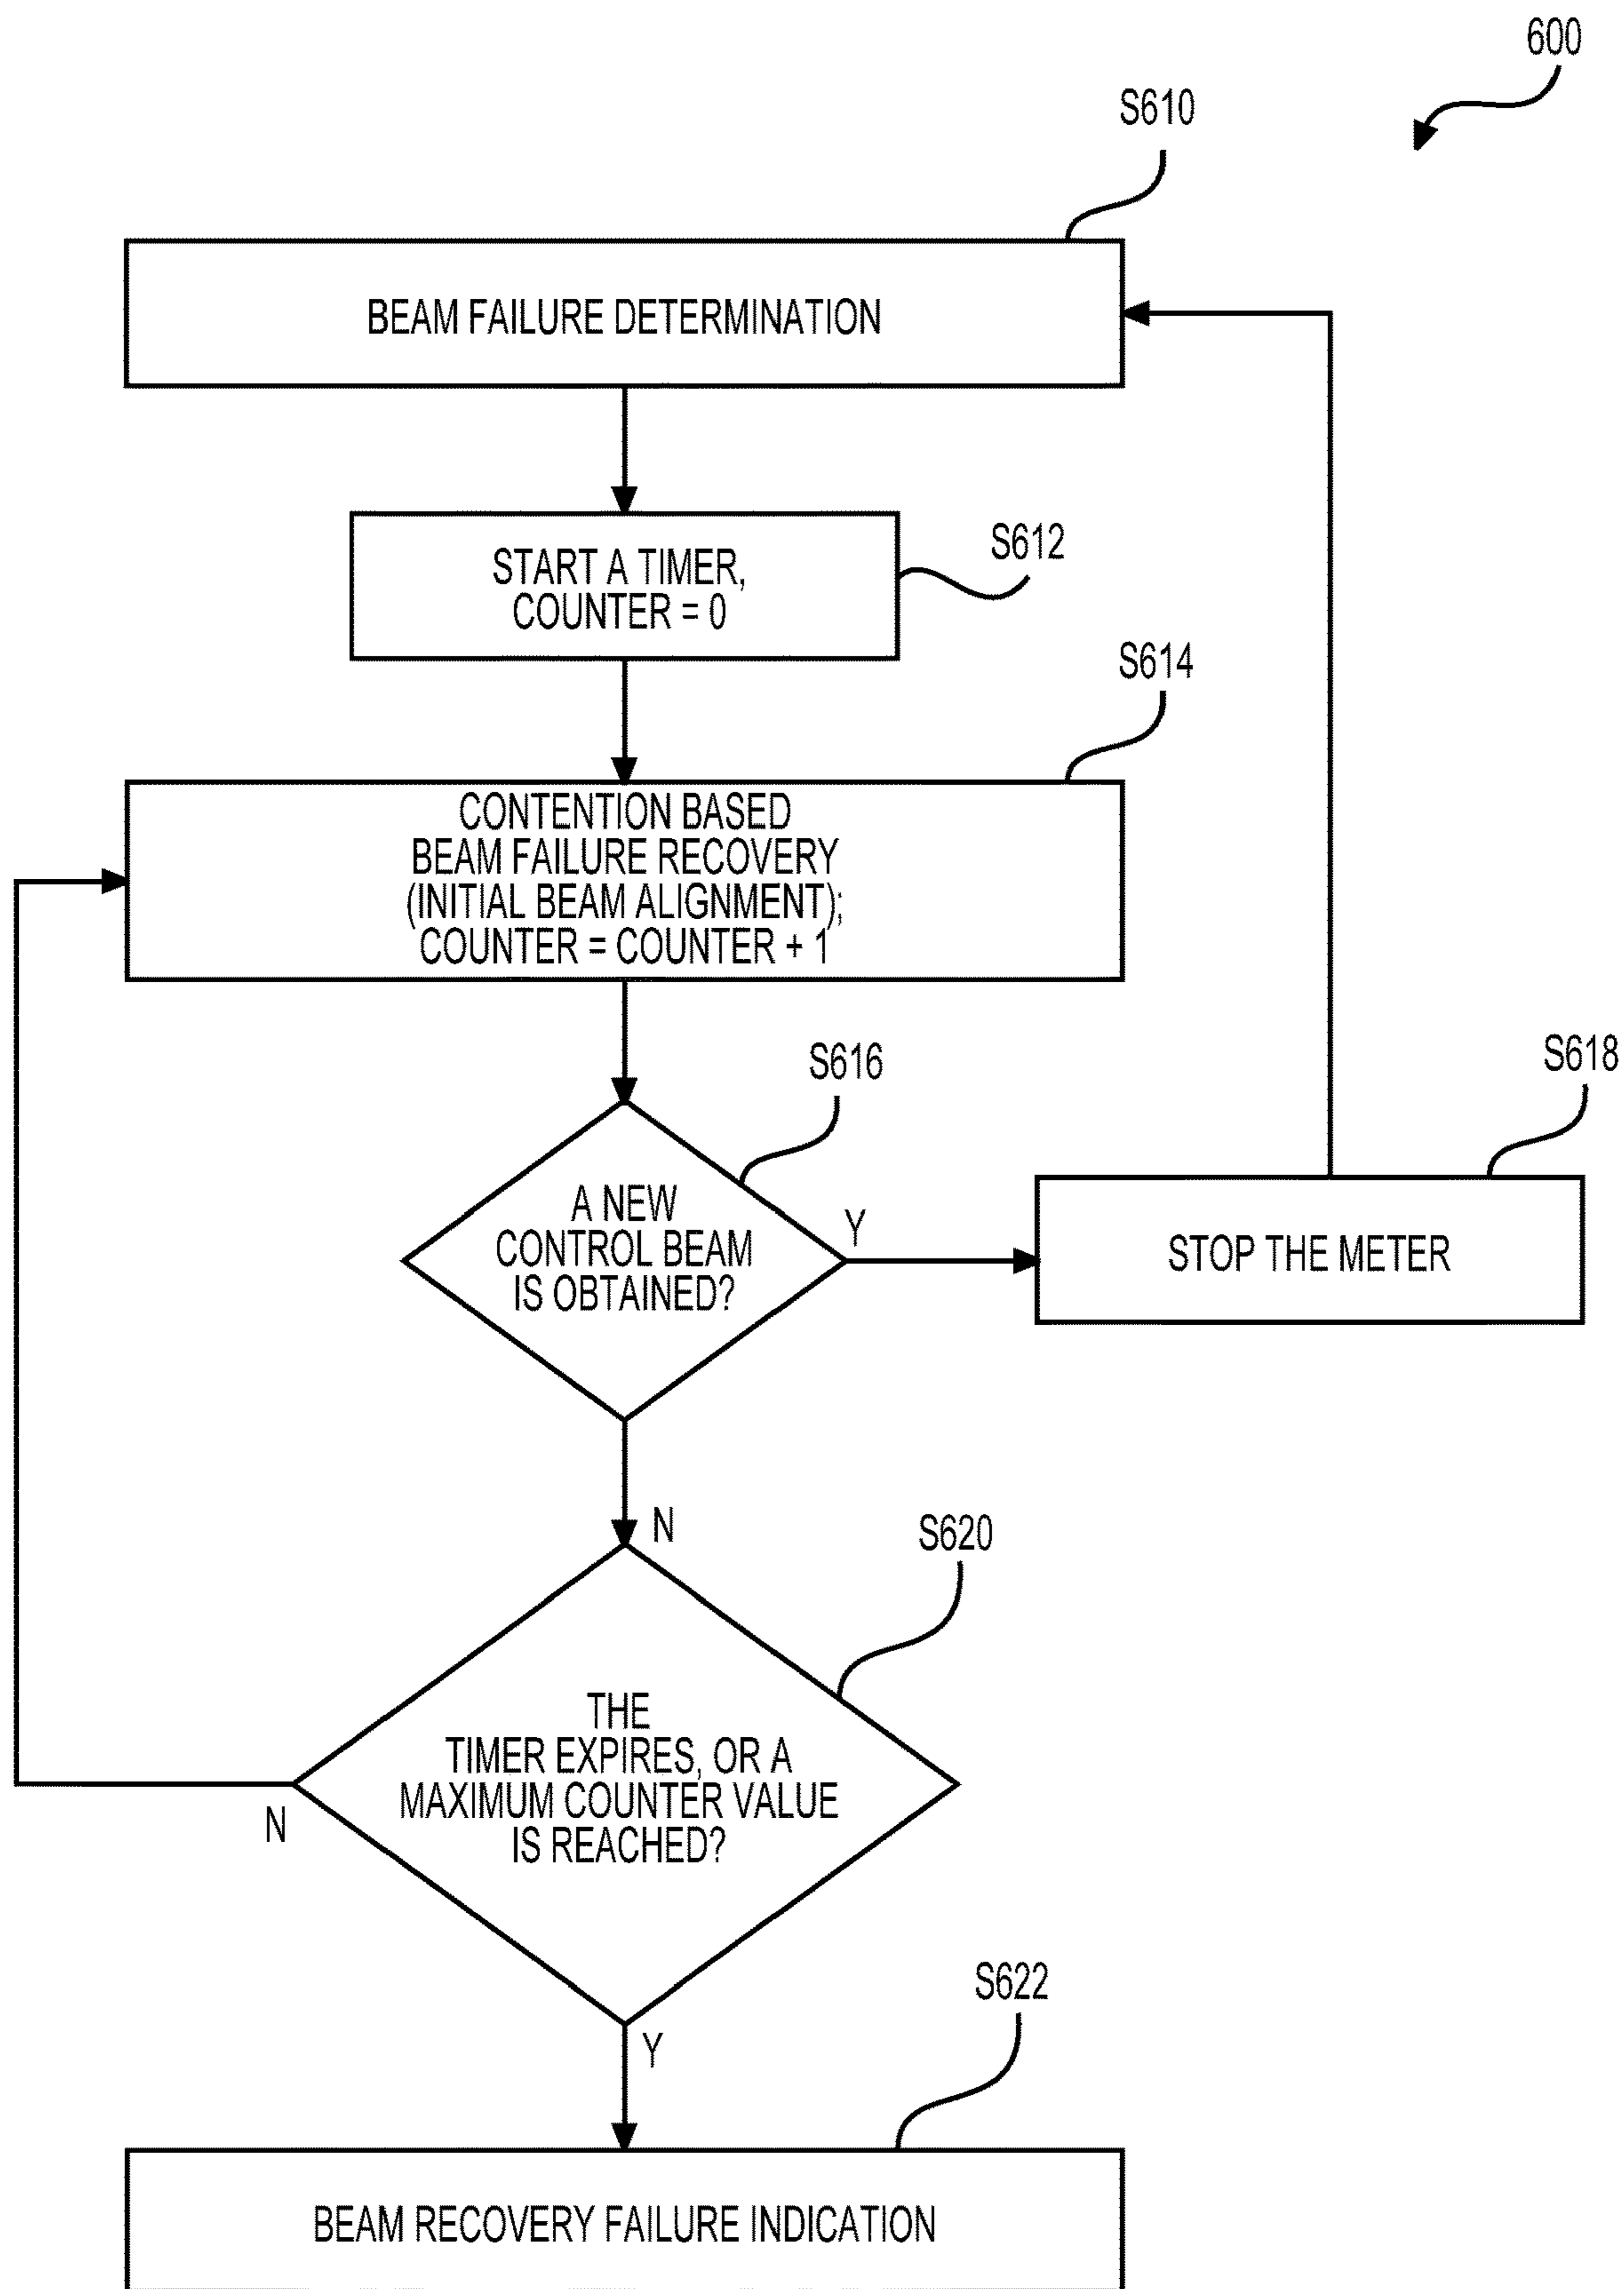 600
S610
BEAM FAILURE DETERMINATION
S612
START A TIMER,
COUNTER = 0
S614
CONTENTION BASED
BEAM FAILURE RECOVERY
(INITIAL BEAM ALIGNMENT);
COUNTER = COUNTER + 1
S616
A NEW
CONTROL BEAM
IS OBTAINED?
Y
S618
STOP THE METER
N
S620
THE
TIMER EXPIRES, OR A
MAXIMUM COUNTER VALUE
IS REACHED?
N
Y
S622
BEAM RECOVERY FAILURE INDICATION